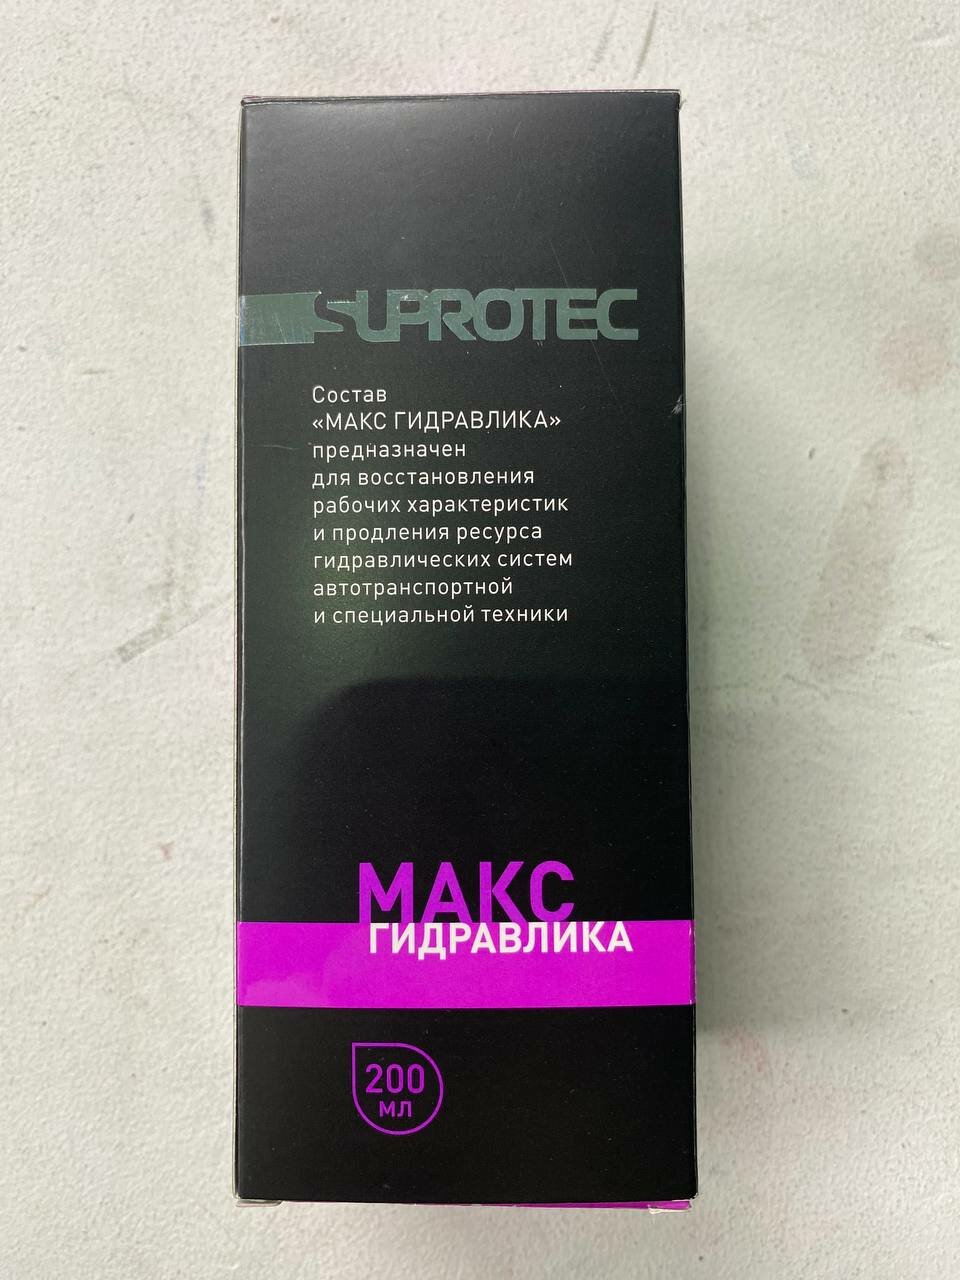 SUPROTEC
Состав
«МАКС ГИДРАВЛИКА»
предназначен
для восстановления
рабочих характеристик
и продления ресурса
гидравлических систем
автотранспортной
и специальной техники
МАКС
ГИДРАВЛИКА
200
МЛ